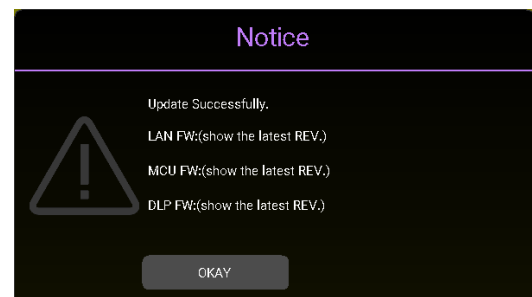 Notice
Update Successfully.
LAN FW:(show the latest REV.)
MCU FW:(show the latest REV.)
DLP FW:(show the latest REV.)
OKAY